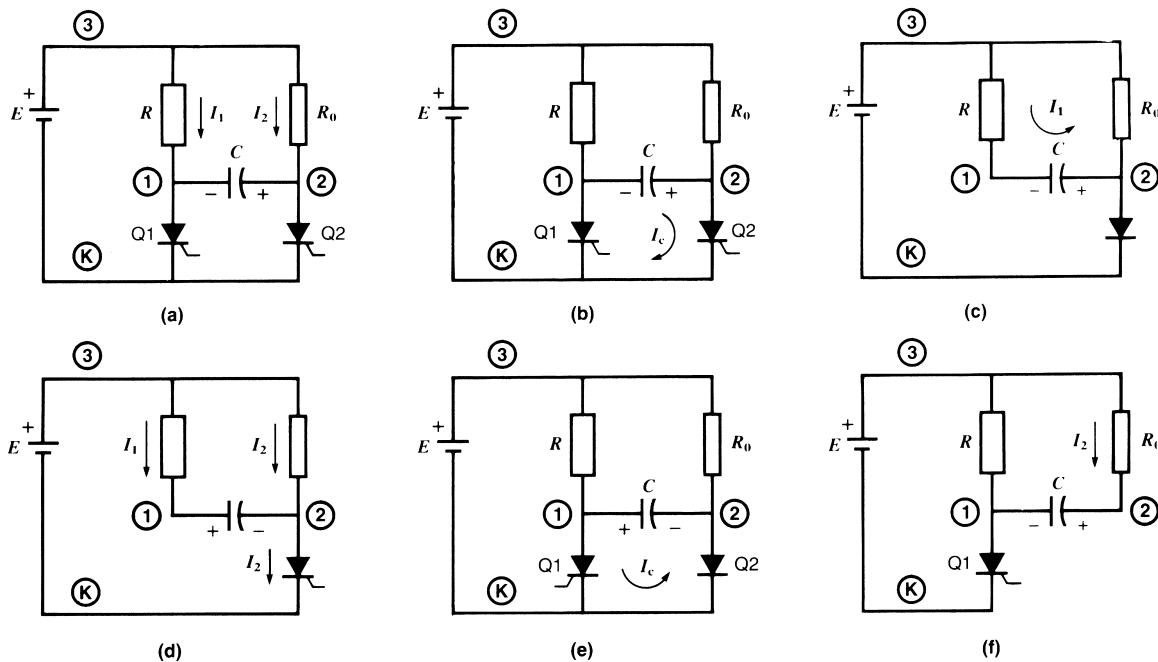 3
+
E
R
I1
I2
R0
C
1
2
−
+
Q1
Q2
K
(a)
3
+
E
R
R0
C
1
2
−
+
Q1
Ic
Q2
K
(b)
3
+
E
R
I1
R0
C
1
2
−
+
K
(c)
3
+
E
I1
I2
1
2
+
−
I2
K
(d)
3
+
E
R
R0
C
1
2
+
−
Q1
Ic
Q2
K
(e)
3
+
E
R
I2
R0
C
1
2
−
+
Q1
K
(f)